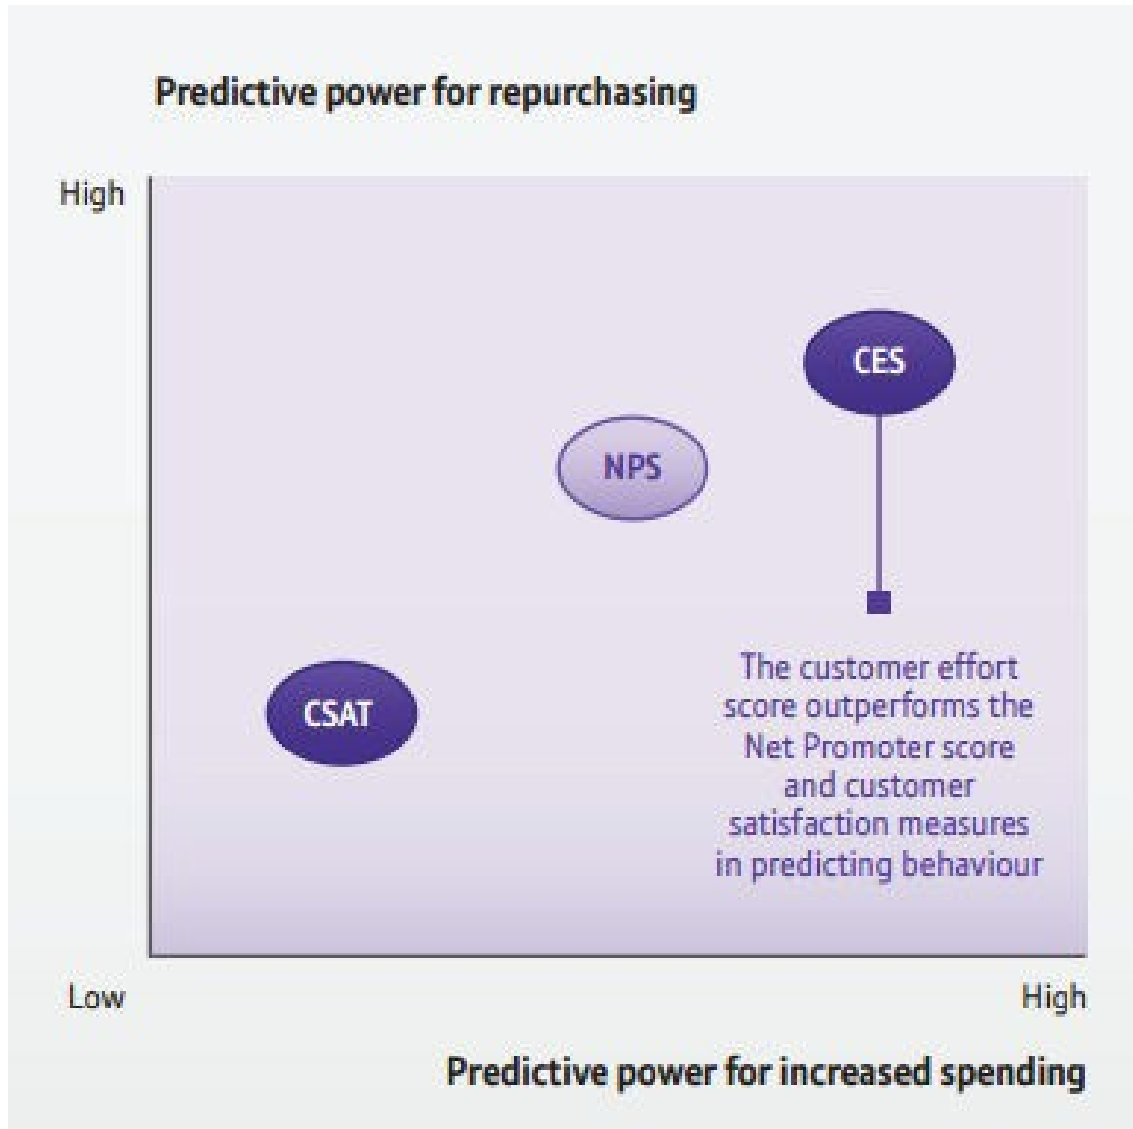 Predictive power for repurchasing
High
CES
NPS
CSAT
The customer effort
score outperforms the
Net Promoter score
and customer
satisfaction measures
in predicting behaviour
Low
High
Predictive power for increased spending